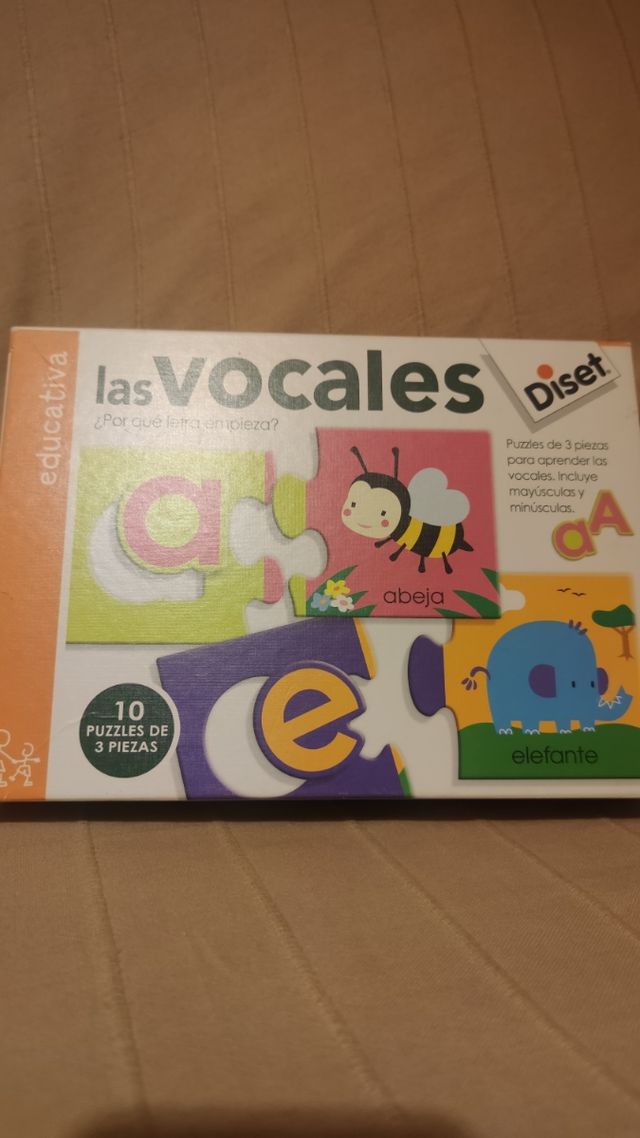 educativa
las vocales
¿Por qué letra empieza?
Diset
Puzzles de 3 piezas
para aprender las
vocales. Incluye
mayúsculas y
minúsculas.
a A
a
abeja
e
elefante
10
PUZZLES DE
3 PIEZAS